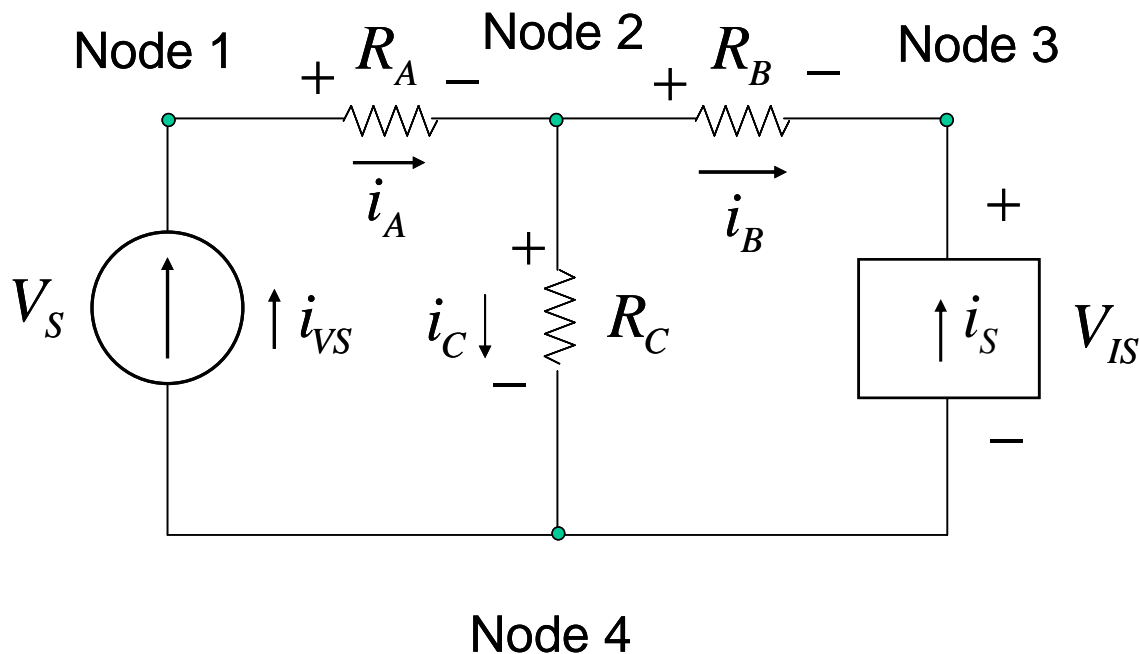 Node 1
Node 2
Node 3
+ R_A −
+ R_B −
i_A
i_B
+
+
V_S
i_VS
i_C
R_C
i_S
V_IS
−
−
Node 4